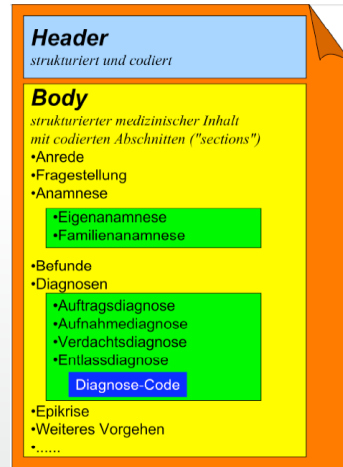 Header
strukturiert und codiert
Body
strukturierter medizinischer Inhalt
mit codierten Abschnitten ("sections")
•Anrede
•Fragestellung
•Anamnese
•Eigenanamnese
•Familienanamnese
•Befunde
•Diagnosen
•Auftragsdiagnose
•Aufnahmediagnose
•Verdachtsdiagnose
•Entlassdiagnose
Diagnose-Code
•Epikrise
•Weiteres Vorgehen
•......